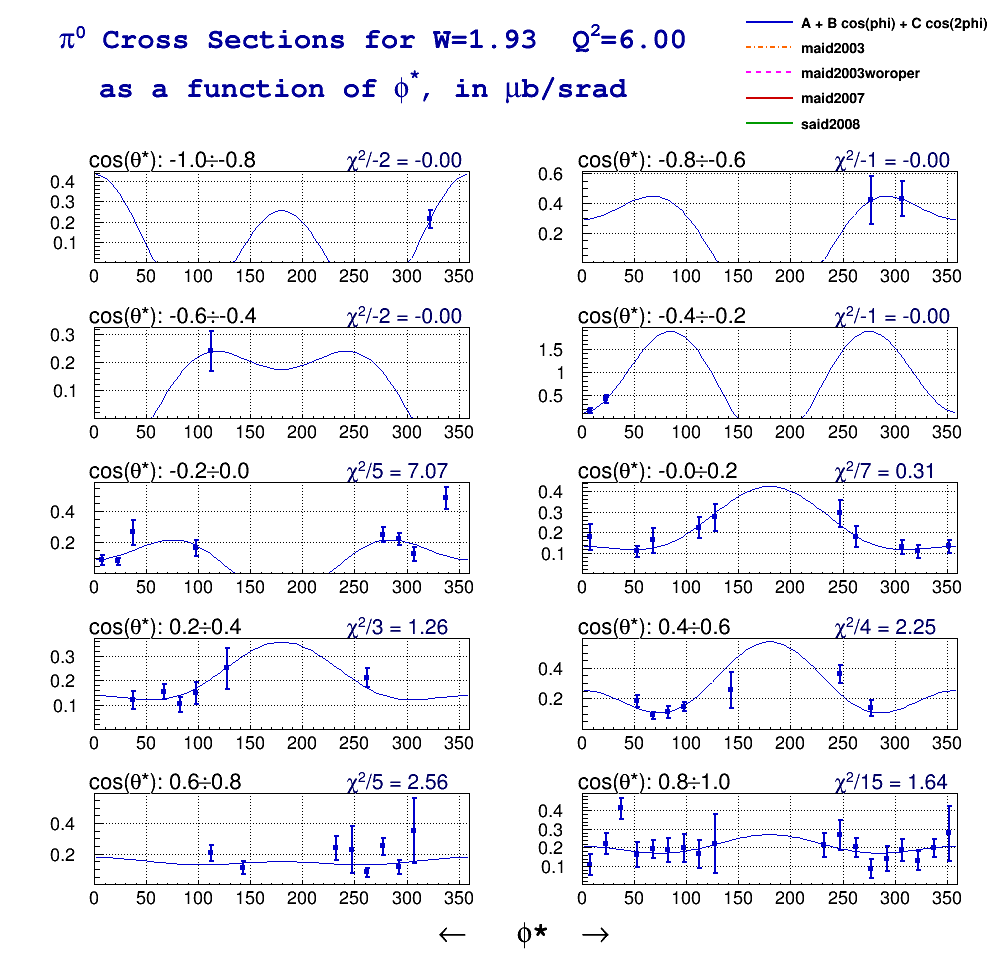 π⁰ Cross Sections for W=1.93 Q²=6.00
as a function of ϕ*, in μb/srad
A + B cos(phi) + C cos(2phi)
maid2003
maid2003woroper
maid2007
said2008
cos(θ*): -1.0÷-0.8 χ²/-2 = -0.00
0.4
0.3
0.2
0.1
0 50 100 150 200 250 300 350
cos(θ*): -0.8÷-0.6 χ²/-1 = -0.00
0.6
0.4
0.2
0 50 100 150 200 250 300 350
cos(θ*): -0.6÷-0.4 χ²/-2 = -0.00
0.3
0.2
0.1
0 50 100 150 200 250 300 350
cos(θ*): -0.4÷-0.2 χ²/-1 = -0.00
1.5
1
0.5
0 50 100 150 200 250 300 350
cos(θ*): -0.2÷0.0 χ²/5 = 7.07
0.4
0.2
0 50 100 150 200 250 300 350
cos(θ*): -0.0÷0.2 χ²/7 = 0.31
0.4
0.3
0.2
0.1
0 50 100 150 200 250 300 350
cos(θ*): 0.2÷0.4 χ²/3 = 1.26
0.3
0.2
0.1
0 50 100 150 200 250 300 350
cos(θ*): 0.4÷0.6 χ²/4 = 2.25
0.4
0.2
0 50 100 150 200 250 300 350
cos(θ*): 0.6÷0.8 χ²/5 = 2.56
0.4
0.2
0 50 100 150 200 250 300 350
cos(θ*): 0.8÷1.0 χ²/15 = 1.64
0.4
0.3
0.2
0.1
0 50 100 150 200 250 300 350
← ϕ* →